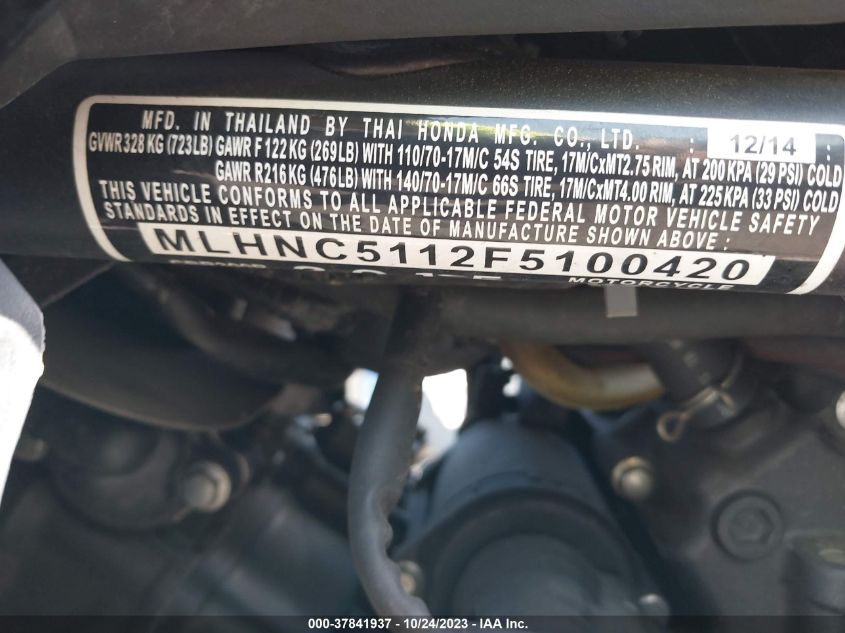 MFD. IN THAILAND BY THAI HONDA MFG. CO., LTD. : 12/14 :
GVWR 328 KG (723LB) GAWR F 122 KG (269LB) WITH 110/70-17M/C 54S TIRE, 17M/CxMT2.75 RIM, AT 200 KPA (29 PSI) COLD
GAWR R 216 KG (476LB) WITH 140/70-17M/C 66S TIRE, 17M/CxMT4.00 RIM, AT 225 KPA (33 PSI) COLD
THIS VEHICLE CONFORMS TO ALL APPLICABLE FEDERAL MOTOR VEHICLE SAFETY
STANDARDS IN EFFECT ON THE DATE OF MANUFACTURE SHOWN ABOVE :
MLHNC5112F5100420
MOTORCYCLE
000-37841937 - 10/24/2023 - IAA Inc.